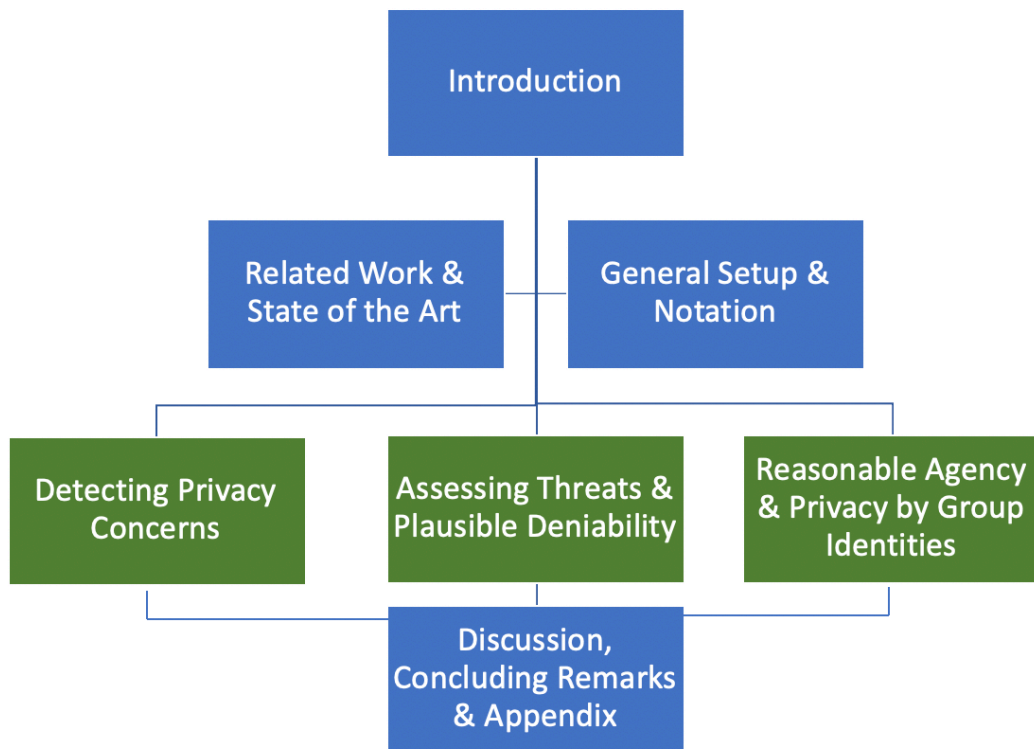 Introduction
Related Work &
State of the Art
General Setup &
Notation
Detecting Privacy
Concerns
Assessing Threats &
Plausible Deniability
Reasonable Agency
& Privacy by Group
Identities
Discussion,
Concluding Remarks
& Appendix